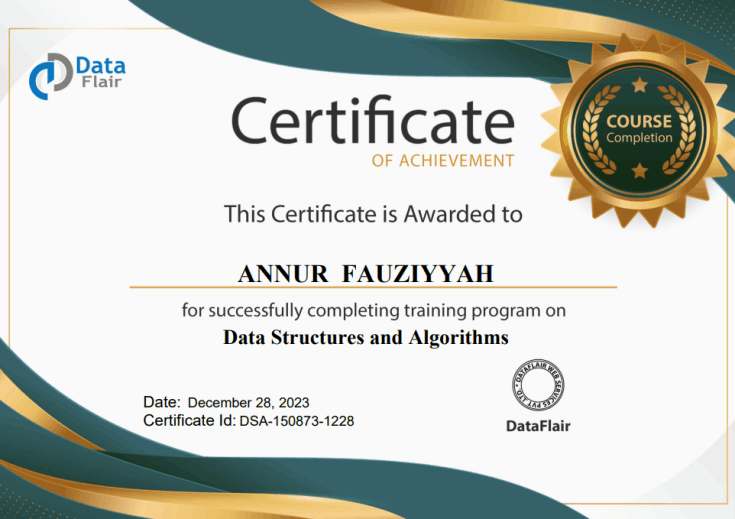 Data
Flair
Certificate
OF ACHIEVEMENT
COURSE
Completion
This Certificate is Awarded to
ANNUR FAUZIYYAH
for successfully completing training program on
Data Structures and Algorithms
Date: December 28, 2023
Certificate Id: DSA-150873-1228
DATAFLAIR WEB SERVICES PVT. LTD.
DataFlair